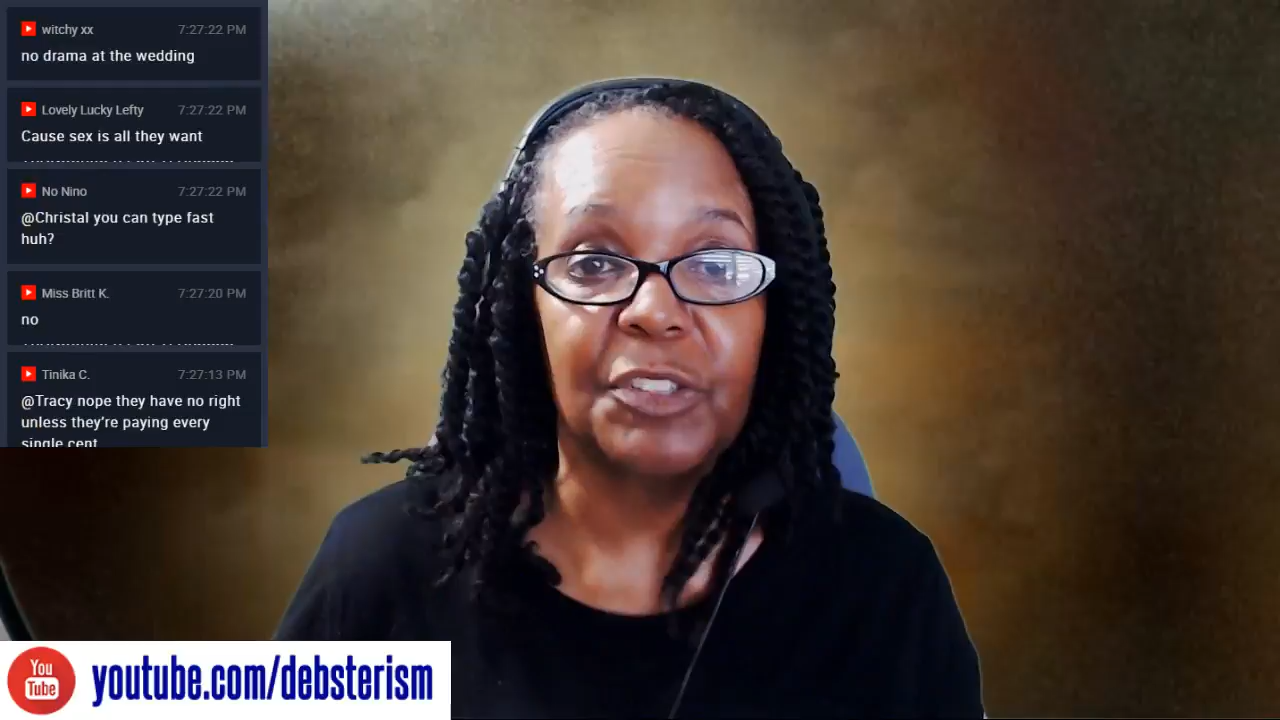 witchy xx 7:27:22 PM
no drama at the wedding
Lovely Lucky Lefty 7:27:22 PM
Cause sex is all they want
No Nino 7:27:22 PM
@Christal you can type fast
huh?
Miss Britt K. 7:27:20 PM
no
Tinika C. 7:27:13 PM
@Tracy nope they have no right
unless they're paying every
single cent
You
Tube
youtube.com/debsterism